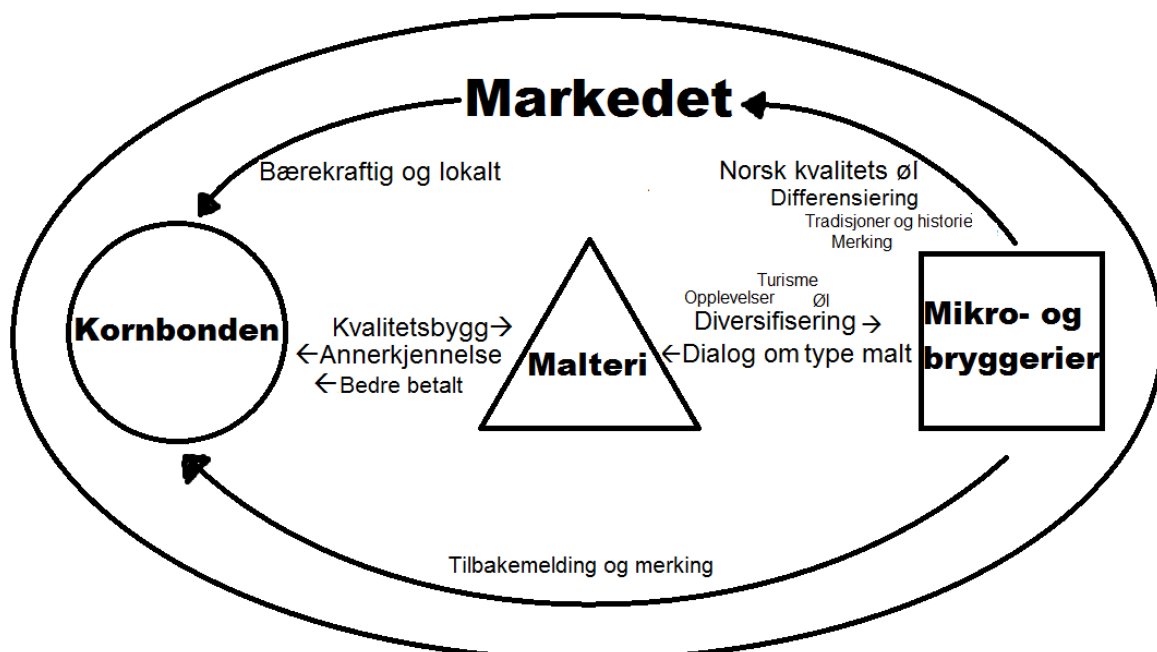 Markedet
Bærekraftig og lokalt
Norsk kvalitets øl
Differensiering
Tradisjoner og historie
Merking
Kornbonden
Kvalitetsbygg→
←Annerkjennelse
←Bedre betalt
Malteri
Turisme
Opplevelser øl
Diversifisering →
←Dialog om type malt
Mikro- og
bryggerier
Tilbakemelding og merking